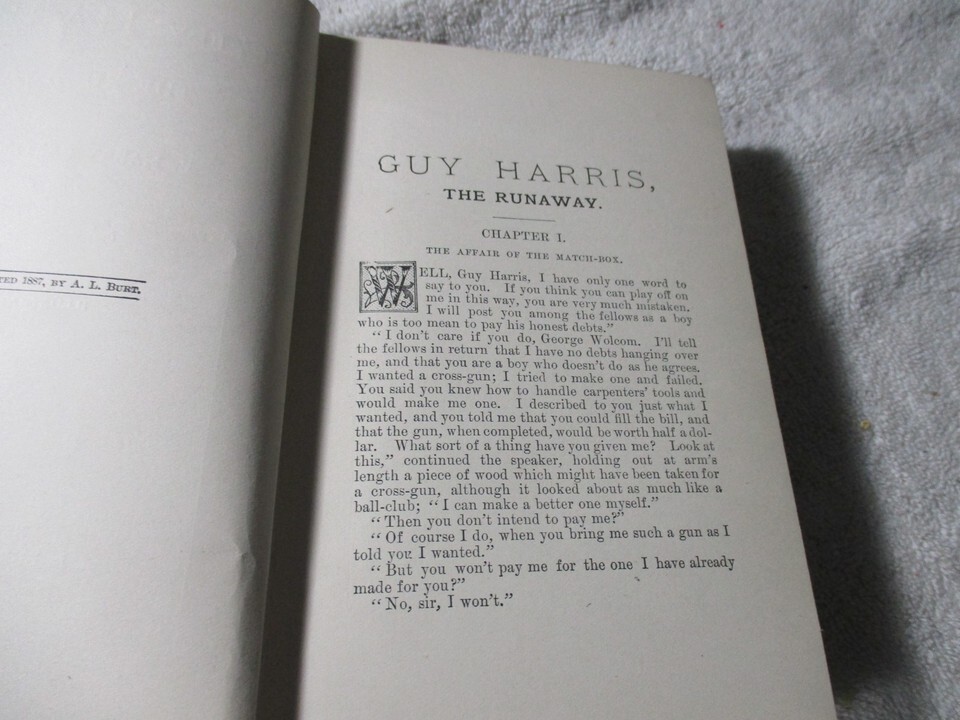 TED 1887, BY A. L. BURT.
GUY HARRIS,
THE RUNAWAY.
CHAPTER I.
THE AFFAIR OF THE MATCH-BOX.
WELL, Guy Harris, I have only one word to
say to you. If you think you can play off on
me in this way, you are very much mistaken.
I will post you among the fellows as a boy
who is too mean to pay his honest debts.”
“I don't care if you do, George Wolcom. I'll tell
the fellows in return that I have no debts hanging over
me, and that you are a boy who doesn't do as he agrees.
I wanted a cross-gun; I tried to make one and failed.
You said you knew how to handle carpenters' tools and
would make me one. I described to you just what I
wanted, and you told me that you could fill the bill, and
that the gun, when completed, would be worth half a dol-
lar. What sort of a thing have you given me? Look at
this,” continued the speaker, holding out at arm's
length a piece of wood which might have been taken for
a cross-gun, although it looked about as much like a
ball-club; “I can make a better one myself.”
“Then you don't intend to pay me?”
“Of course I do, when you bring me such a gun as I
told you I wanted.”
“But you won't pay me for the one I have already
made for you?”
“No, sir, I won't.”